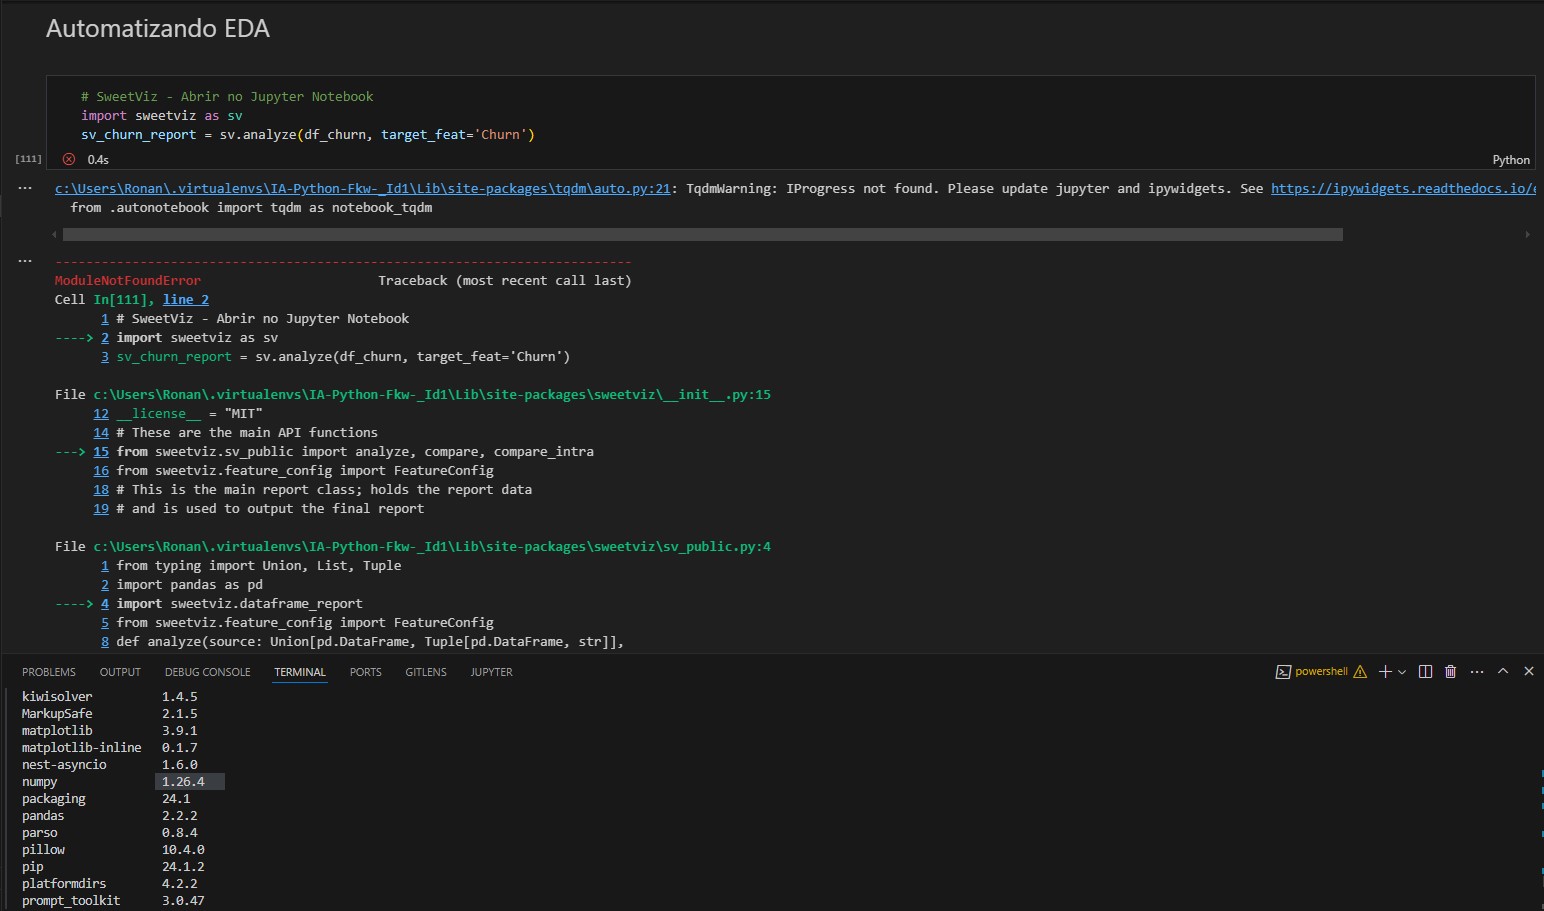 Automatizando EDA
# SweetViz - Abrir no Jupyter Notebook
import sweetviz as sv
sv_churn_report = sv.analyze(df_churn, target_feat='Churn')
[111]
0.4s
Python
c:\Users\Ronan\.virtualenvs\IA-Python-Fkw-_Id1\Lib\site-packages\tqdm\auto.py:21: TqdmWarning: IProgress not found. Please update jupyter and ipywidgets. See https://ipywidgets.readthedocs.io/e
from .autonotebook import tqdm as notebook_tqdm
---------------------------------------------------------------------------
ModuleNotFoundError Traceback (most recent call last)
Cell In[111], line 2
1 # SweetViz - Abrir no Jupyter Notebook
----> 2 import sweetviz as sv
3 sv_churn_report = sv.analyze(df_churn, target_feat='Churn')
File c:\Users\Ronan\.virtualenvs\IA-Python-Fkw-_Id1\Lib\site-packages\sweetviz\__init__.py:15
12 __license__ = "MIT"
14 # These are the main API functions
---> 15 from sweetviz.sv_public import analyze, compare, compare_intra
16 from sweetviz.feature_config import FeatureConfig
18 # This is the main report class; holds the report data
19 # and is used to output the final report
File c:\Users\Ronan\.virtualenvs\IA-Python-Fkw-_Id1\Lib\site-packages\sweetviz\sv_public.py:4
1 from typing import Union, List, Tuple
2 import pandas as pd
----> 4 import sweetviz.dataframe_report
5 from sweetviz.feature_config import FeatureConfig
8 def analyze(source: Union[pd.DataFrame, Tuple[pd.DataFrame, str]],
PROBLEMS OUTPUT DEBUG CONSOLE TERMINAL PORTS GITLENS JUPYTER
powershell
kiwisolver 1.4.5
MarkupSafe 2.1.5
matplotlib 3.9.1
matplotlib-inline 0.1.7
nest-asyncio 1.6.0
numpy 1.26.4
packaging 24.1
pandas 2.2.2
parso 0.8.4
pillow 10.4.0
pip 24.1.2
platformdirs 4.2.2
prompt_toolkit 3.0.47